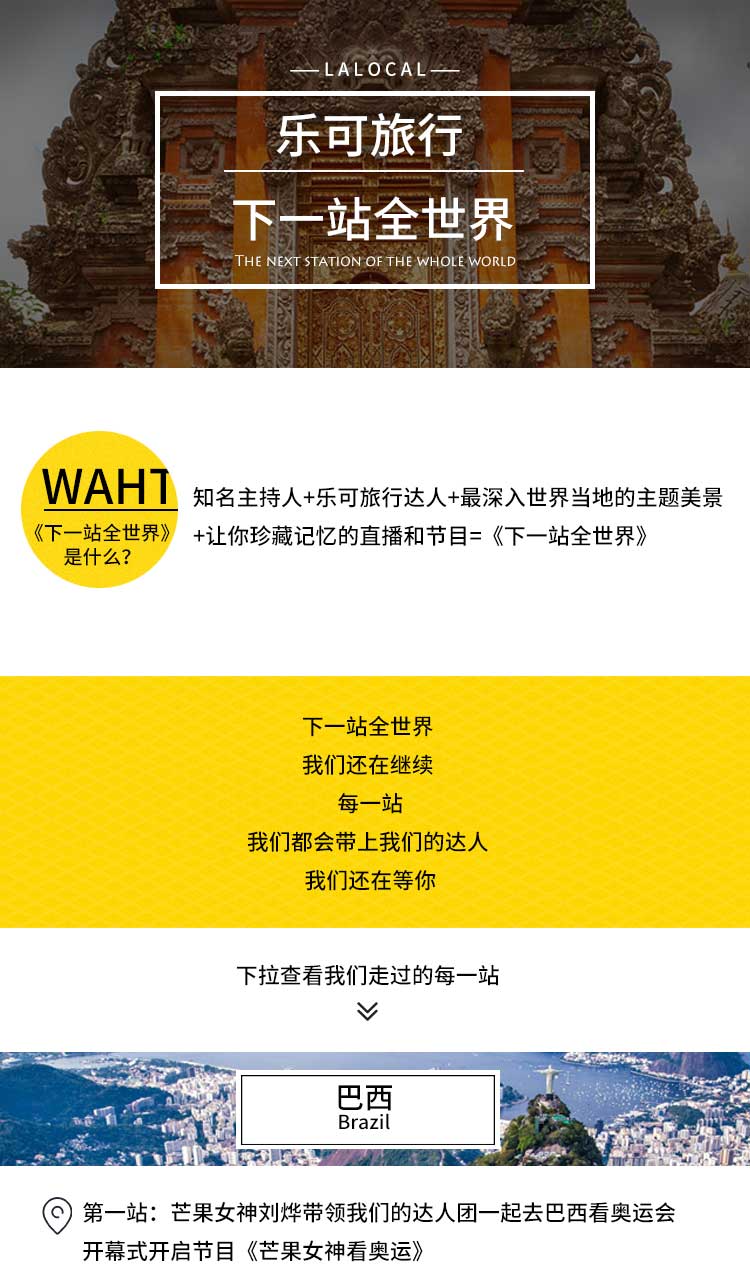 LALOCAL
乐可旅行
下一站全世界
THE NEXT STATION OF THE WHOLE WORLD
WAHT
《下一站全世界》
是什么？
知名主持人+乐可旅行达人+最深入世界当地的主题美景
+让你珍藏记忆的直播和节目=《下一站全世界》
下一站全世界
我们还在继续
每一站
我们都会带上我们的达人
我们还在等你
下拉查看我们走过的每一站
巴西
Brazil
第一站：芒果女神刘烨带领我们的达人团一起去巴西看奥运会
开幕式开启节目《芒果女神看奥运》